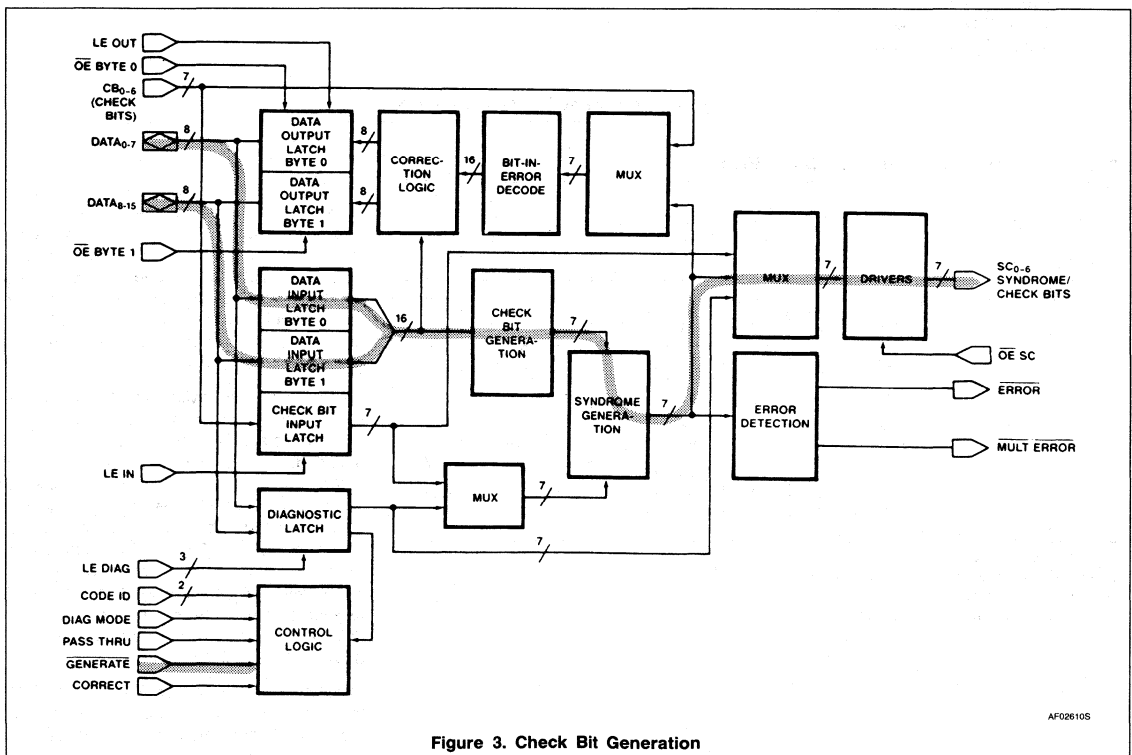 LE OUT
OE BYTE 0
7
CB0-6
(CHECK
BITS)
DATA0-7
8
DATA8-15
8
OE BYTE 1
DATA
OUTPUT
LATCH
BYTE 0
DATA
OUTPUT
LATCH
BYTE 1
8
8
CORREC-
TION
LOGIC
16
BIT-IN-
ERROR
DECODE
7
MUX
MUX
7
DRIVERS
7
SC0-6
SYNDROME/
CHECK BITS
OE SC
DATA
INPUT
LATCH
BYTE 0
DATA
INPUT
LATCH
BYTE 1
CHECK BIT
INPUT
LATCH
16
CHECK
BIT
GENERA-
TION
7
SYNDROME
GENERA-
TION
7
ERROR
DETECTION
ERROR
MULT ERROR
7
LE IN
MUX
7
DIAGNOSTIC
LATCH
7
LE DIAG
3
CODE ID
2
DIAG MODE
PASS THRU
GENERATE
CORRECT
CONTROL
LOGIC
AF02610S
Figure 3. Check Bit Generation